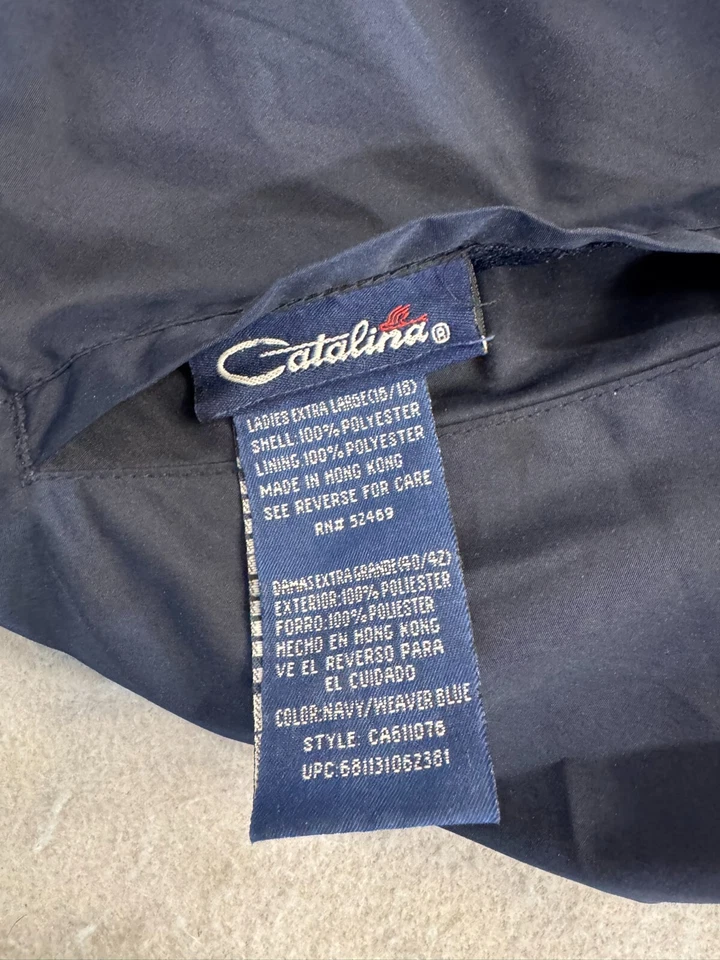 Catalina®
LADIES EXTRA LARGE(16/18)
SHELL:100% POLYESTER
LINING:100% POLYESTER
MADE IN HONG KONG
SEE REVERSE FOR CARE
RN# 52469
DAMAS EXTRA GRANDE(40/42)
EXTERIOR:100% POLIESTER
FORRO:100% POLIESTER
HECHO EN HONG KONG
VE EL REVERSO PARA
EL CUIDADO
COLOR:NAVY/WEAVER BLUE
STYLE: CA611076
UPC:681131062381